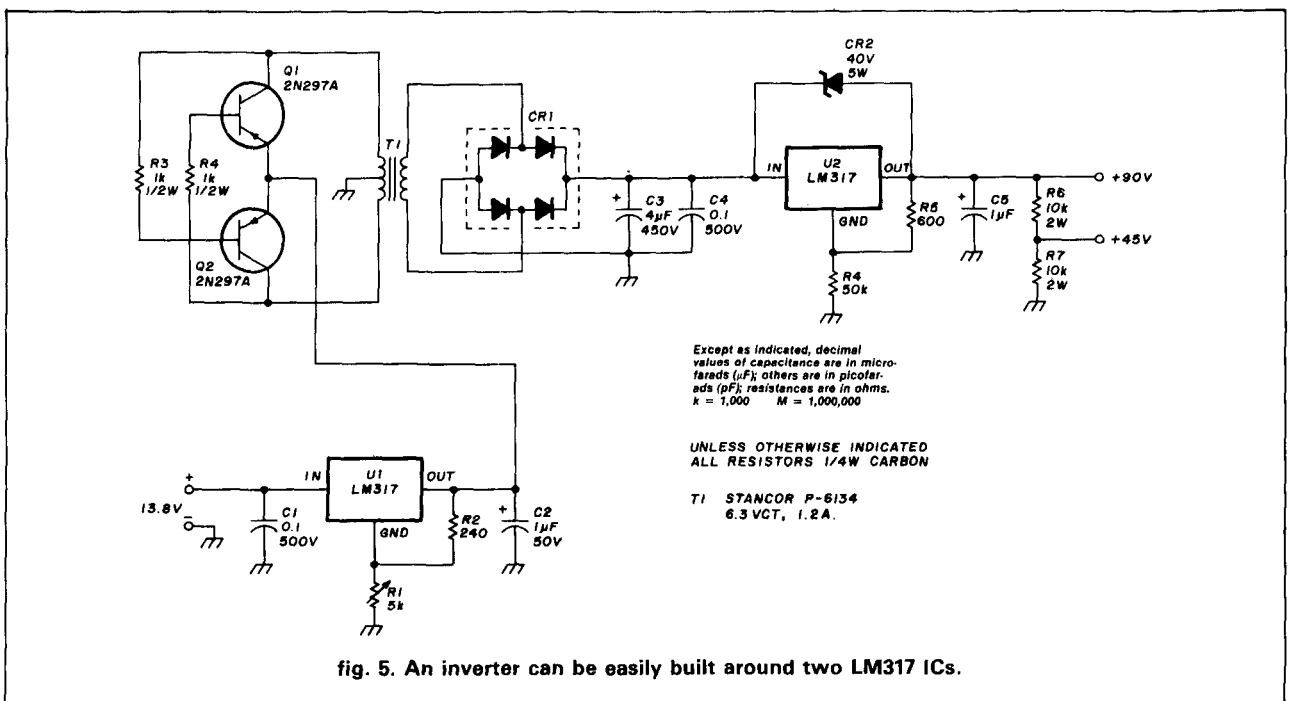 Q1
2N297A
R3
1k
1/2W
R4
1k
1/2W
Q2
2N297A
T1
CR1
C3
4µF
450V
+
C4
0.1
500V
CR2
40V
5W
IN
U2
LM317
OUT
GND
R5
600
R4
50k
+
C5
1µF
R6
10k
2W
+90V
+45V
R7
10k
2W
Except as indicated, decimal
values of capacitance are in micro-
farads (µF); others are in picofar-
ads (pF); resistances are in ohms.
k = 1,000 M = 1,000,000
UNLESS OTHERWISE INDICATED
ALL RESISTORS 1/4W CARBON
T1 STANCOR P-6134
6.3 VCT, 1.2A.
+
13.8V
−
C1
0.1
500V
IN
U1
LM317
OUT
GND
R2
240
+
C2
1µF
50V
R1
5k
fig. 5. An inverter can be easily built around two LM317 ICs.